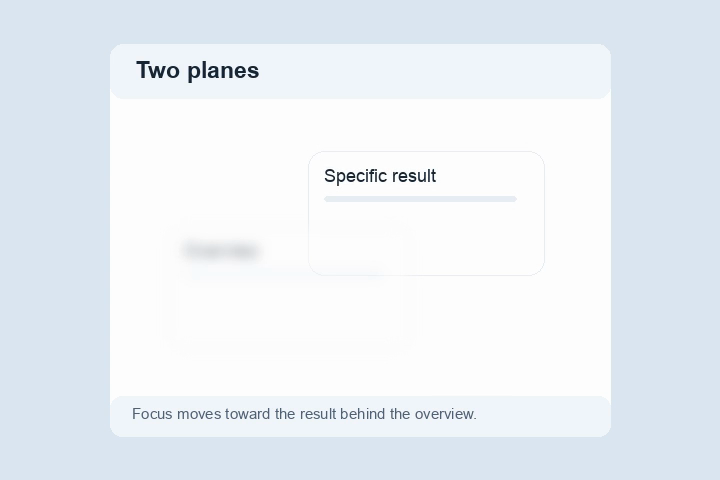 Two planes
Specific result
Focus moves toward the result behind the overview.